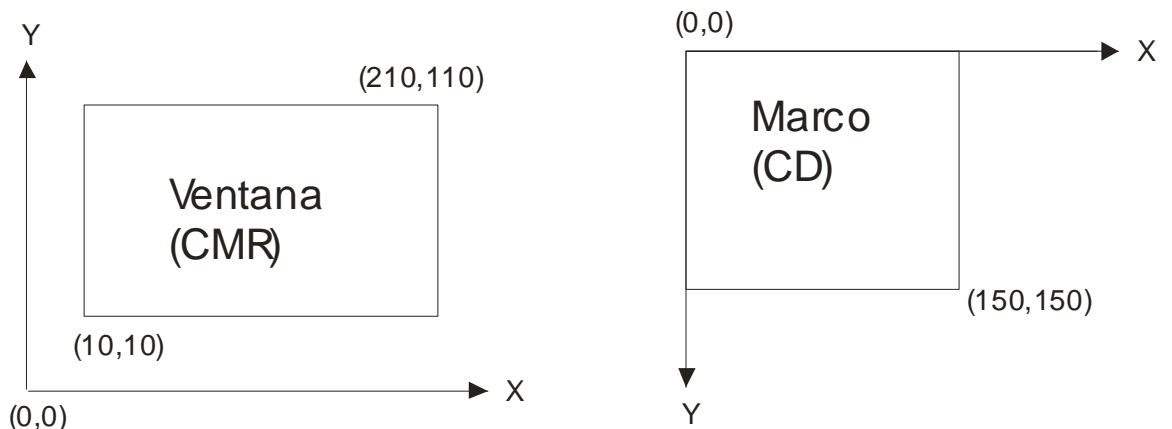 Y
(210,110)
Ventana
(CMR)
(10,10)
X
(0,0)
(0,0)
X
Marco
(CD)
(150,150)
Y